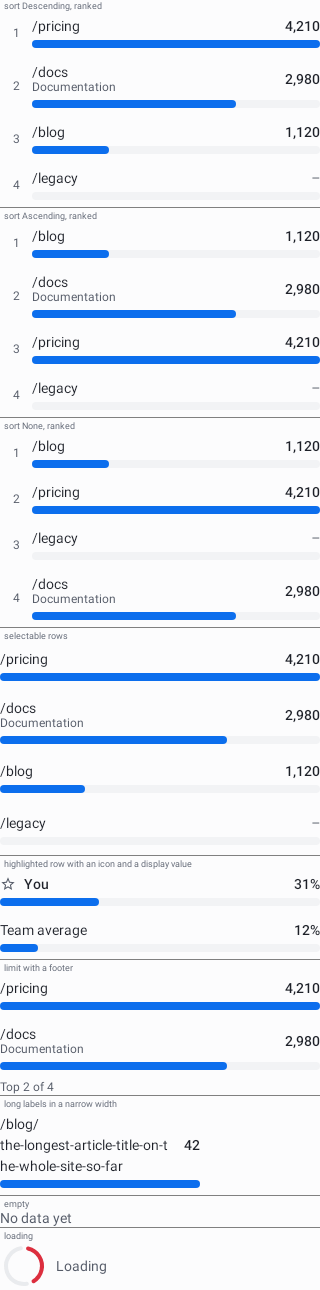 sort Descending, ranked
1 /pricing 4,210
2 /docs 2,980
Documentation
3 /blog 1,120
4 /legacy –
sort Ascending, ranked
1 /blog 1,120
2 /docs 2,980
Documentation
3 /pricing 4,210
4 /legacy –
sort None, ranked
1 /blog 1,120
2 /pricing 4,210
3 /legacy –
4 /docs 2,980
Documentation
selectable rows
/pricing 4,210
/docs 2,980
Documentation
/blog 1,120
/legacy –
highlighted row with an icon and a display value
You 31%
Team average 12%
limit with a footer
/pricing 4,210
/docs 2,980
Documentation
Top 2 of 4
long labels in a narrow width
/blog/
the-longest-article-title-on-t 42
he-whole-site-so-far
empty
No data yet
loading
Loading